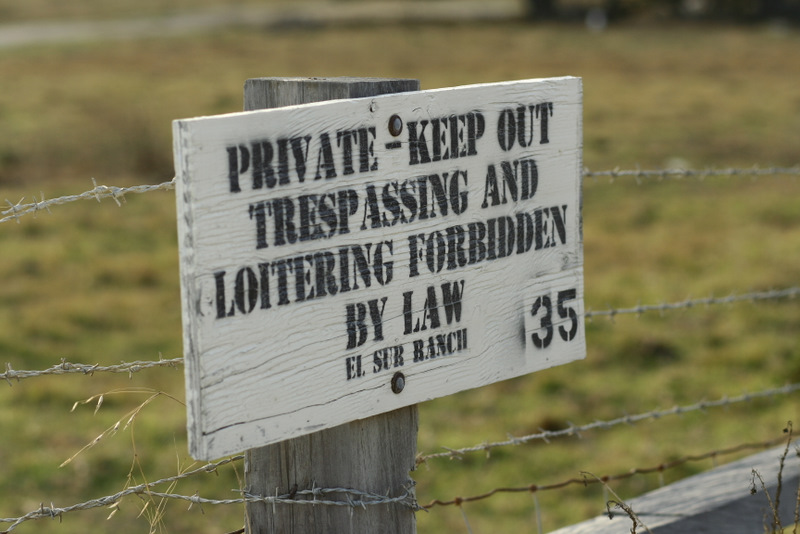 PRIVATE - KEEP OUT
TRESPASSING AND
LOITERING FORBIDDEN
BY LAW
EL SUR RANCH
35